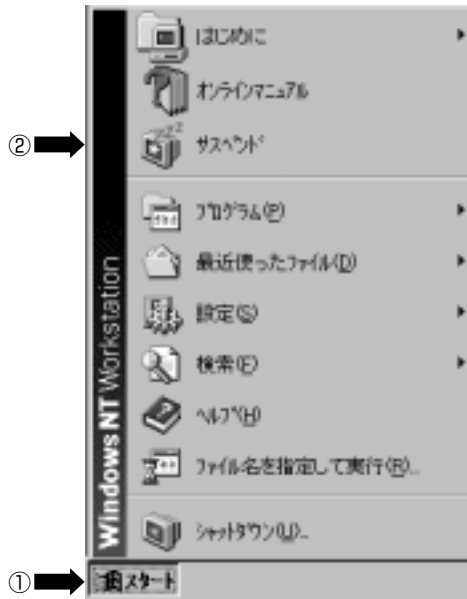 はじめに
オンラインマニュアル
② サスペンド
プログラム(P)
最近使ったファイル(D)
設定(S)
検索(F)
ヘルプ(H)
ファイル名を指定して実行(R)...
シャットダウン(U)...
Windows NT Workstation
① スタート